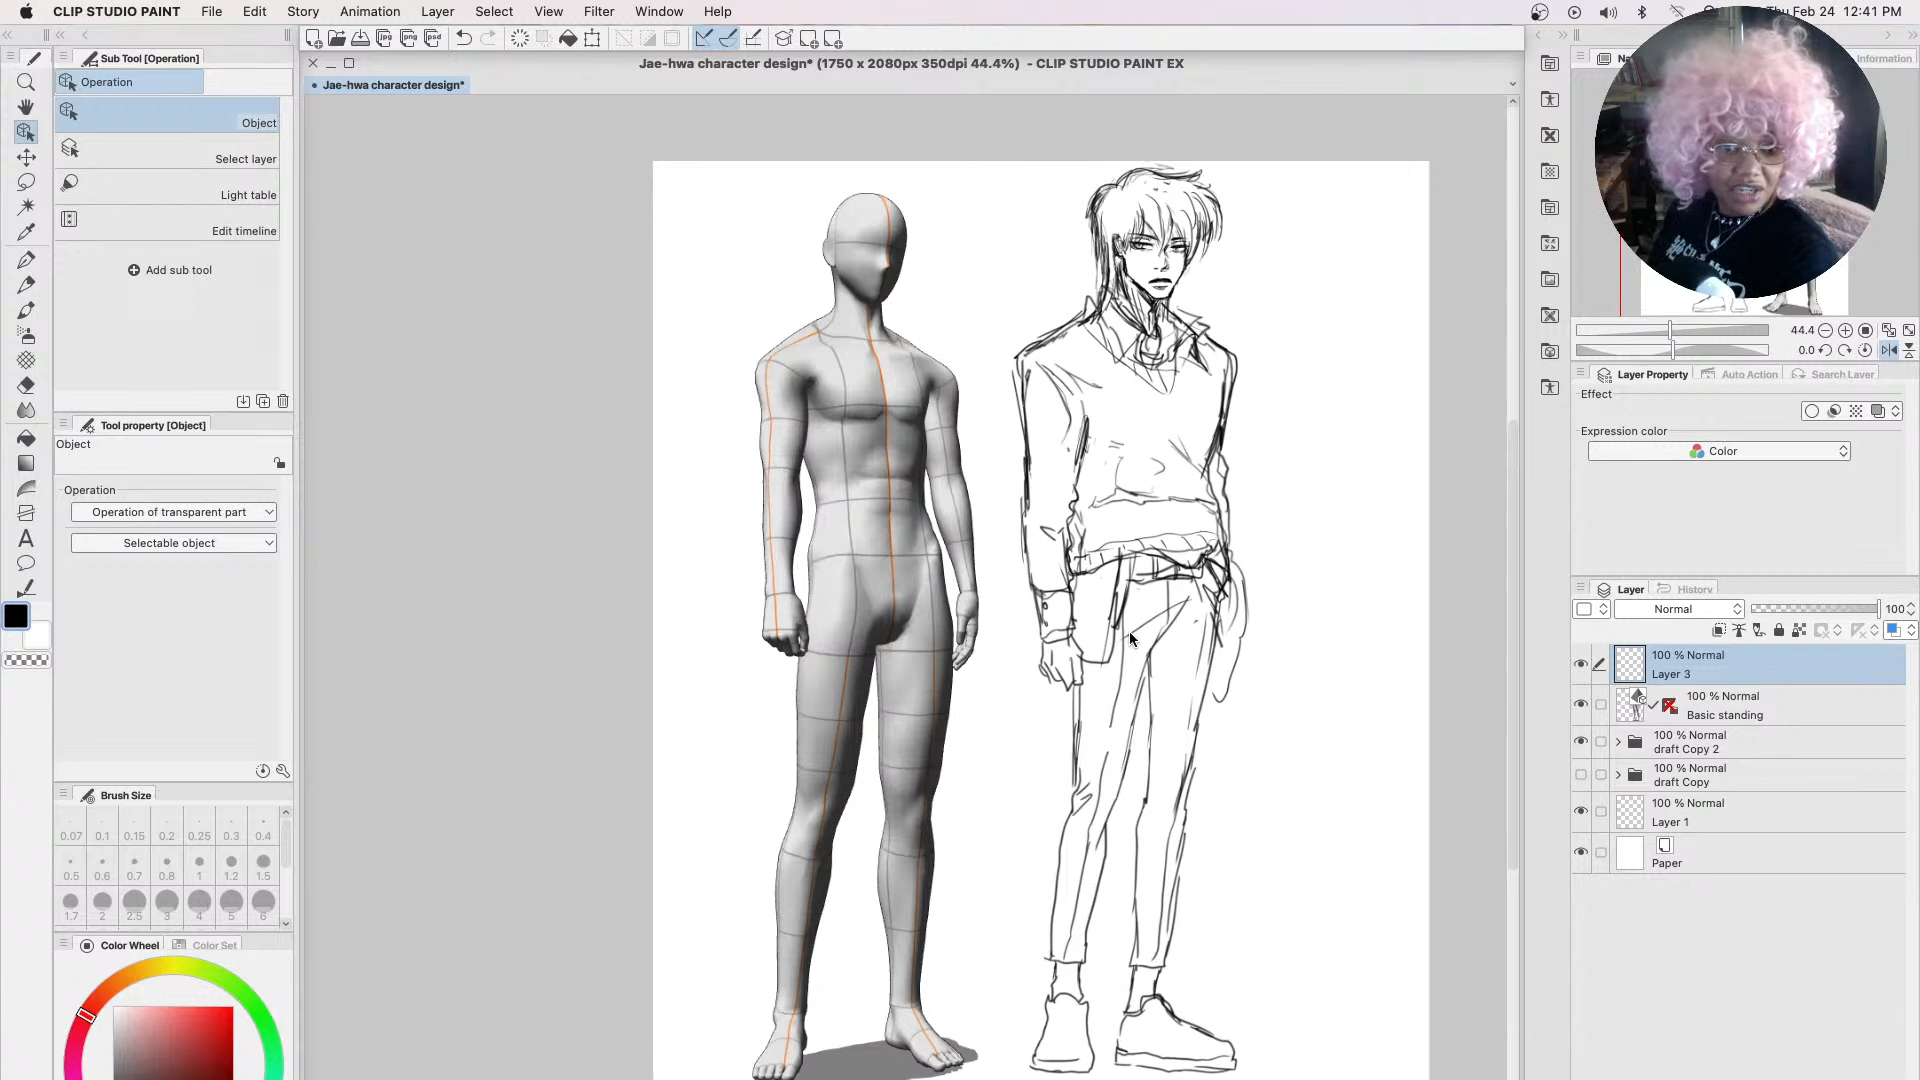 CLIP STUDIO PAINT File Edit Story Animation Layer Select View Filter Window Help
Thu Feb 24 12:41 PM
Sub Tool [Operation]
Operation
Object
Select layer
Light table
Edit timeline
Add sub tool
Tool property [Object]
Object
Operation
Operation of transparent part
Selectable object
Brush Size
0.07 0.1 0.15 0.2 0.25 0.3 0.4
0.5 0.6 0.7 0.8 1 1.2 1.5
1.7 2 2.5 3 4 5 6
Color Wheel Color Set
jpg png psd
Jae-hwa character design* (1750 x 2080px 350dpi 44.4%) - CLIP STUDIO PAINT EX
Jae-hwa character design*
Information
44.4
0.0
Layer Property Auto Action Search Layer
Effect
Expression color
Color
Layer History
Normal 100
100 % Normal
Layer 3
100 % Normal
Basic standing
100 % Normal
draft Copy 2
100 % Normal
draft Copy
100 % Normal
Layer 1
Paper